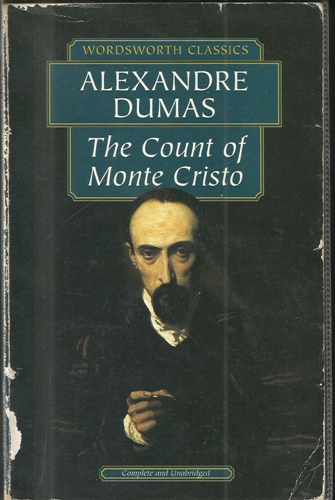 WORDSWORTH CLASSICS
ALEXANDRE
DUMAS
The Count of
Monte Cristo
Complete and Unabridged